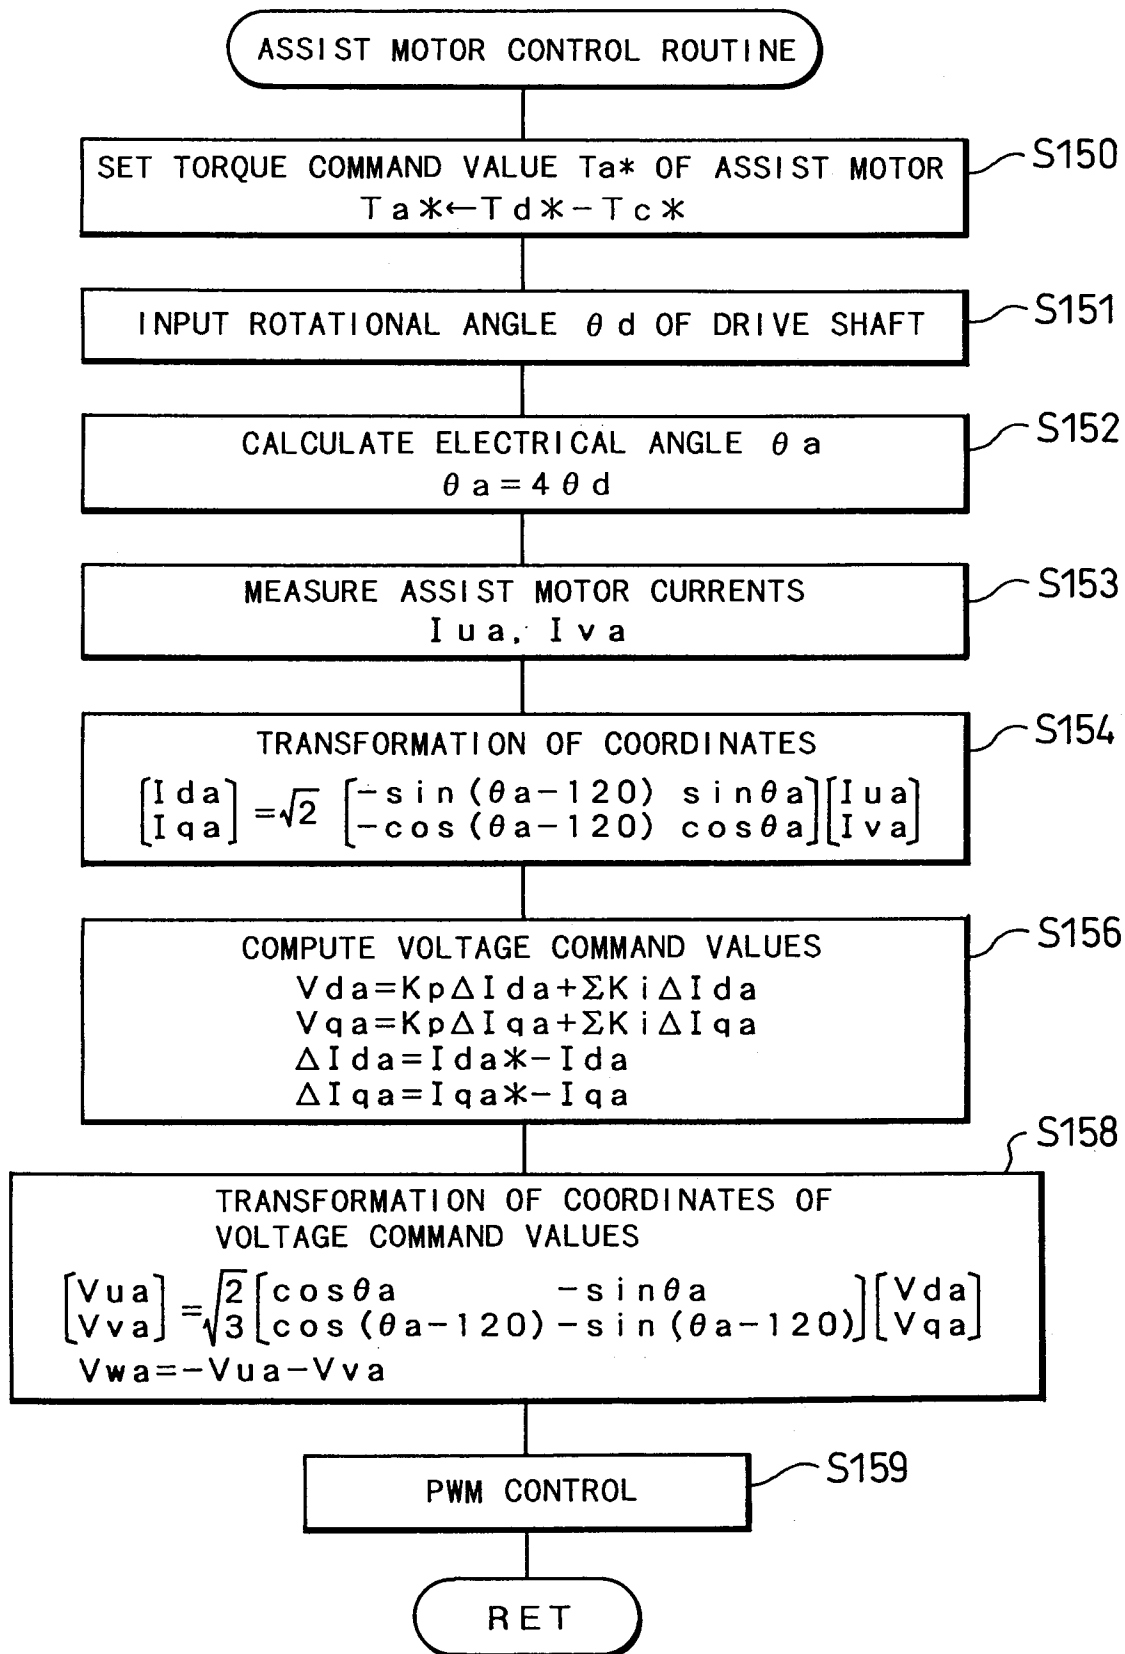 ASSIST MOTOR CONTROL ROUTINE
S150
SET TORQUE COMMAND VALUE Ta* OF ASSIST MOTOR
Ta*←Td*-Tc*
S151
INPUT ROTATIONAL ANGLE θd OF DRIVE SHAFT
S152
CALCULATE ELECTRICAL ANGLE θa
θa=4θd
S153
MEASURE ASSIST MOTOR CURRENTS
Iua, Iva
S154
TRANSFORMATION OF COORDINATES
[Ida] =√2 [-sin(θa-120) sinθa][Iua]
[Iqa] [-cos(θa-120) cosθa][Iva]
S156
COMPUTE VOLTAGE COMMAND VALUES
Vda=KpΔIda+ΣKiΔIda
Vqa=KpΔIqa+ΣKiΔIqa
ΔIda=Ida*-Ida
ΔIqa=Iqa*-Iqa
S158
TRANSFORMATION OF COORDINATES OF
VOLTAGE COMMAND VALUES
[Vua] =√2 [cosθa -sinθa][Vda]
[Vva] 3 [cos(θa-120)-sin(θa-120)][Vqa]
Vwa=-Vua-Vva
S159
PWM CONTROL
RET